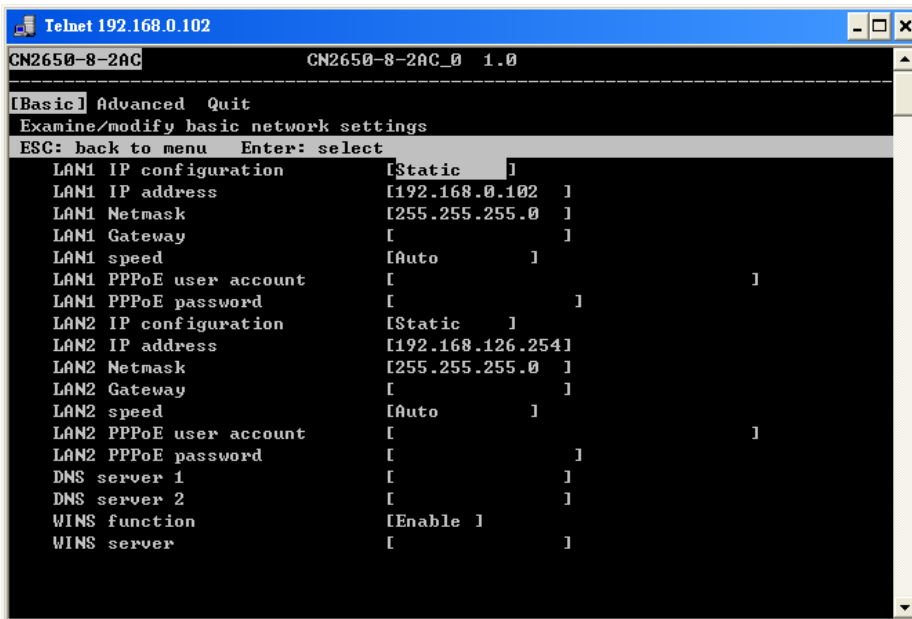 Telnet 192.168.0.102
CN2650-8-2AC CN2650-8-2AC_0 1.0
[Basic] Advanced Quit
Examine/modify basic network settings
ESC: back to menu Enter: select
LAN1 IP configuration [Static ]
LAN1 IP address [192.168.0.102 ]
LAN1 Netmask [255.255.255.0 ]
LAN1 Gateway [ ]
LAN1 speed [Auto ]
LAN1 PPPoE user account [ ]
LAN1 PPPoE password [ ]
LAN2 IP configuration [Static ]
LAN2 IP address [192.168.126.254]
LAN2 Netmask [255.255.255.0 ]
LAN2 Gateway [ ]
LAN2 speed [Auto ]
LAN2 PPPoE user account [ ]
LAN2 PPPoE password [ ]
DNS server 1 [ ]
DNS server 2 [ ]
WINS function [Enable ]
WINS server [ ]